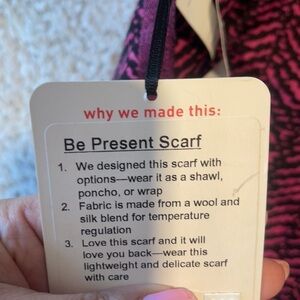 why we made this:
Be Present Scarf
1. We designed this scarf with
options—wear it as a shawl,
poncho, or wrap
2. Fabric is made from a wool and
silk blend for temperature
regulation
3. Love this scarf and it will
love you back—wear this
lightweight and delicate scarf
with care